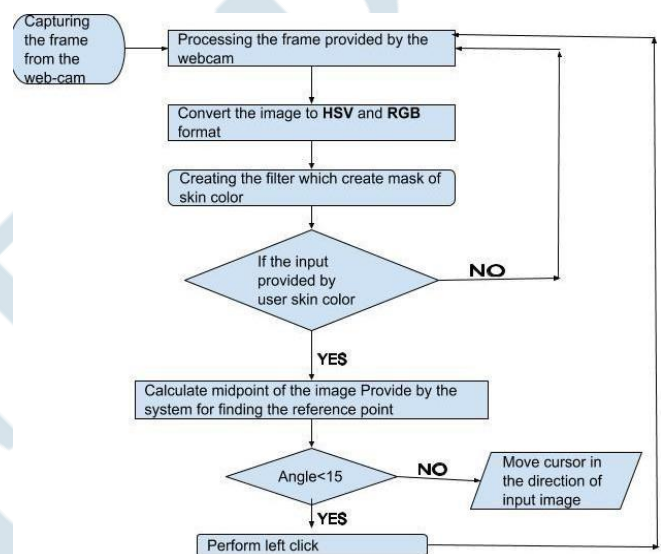 Capturing
the frame
from the
web-cam
Processing the frame provided by the
webcam
Convert the image to HSV and RGB
format
Creating the filter which create mask of
skin color
If the input
provided by
user skin color
NO
YES
Calculate midpoint of the image Provide by the
system for finding the reference point
Angle<15
NO
Move cursor in
the direction of
input image
YES
Perform left click